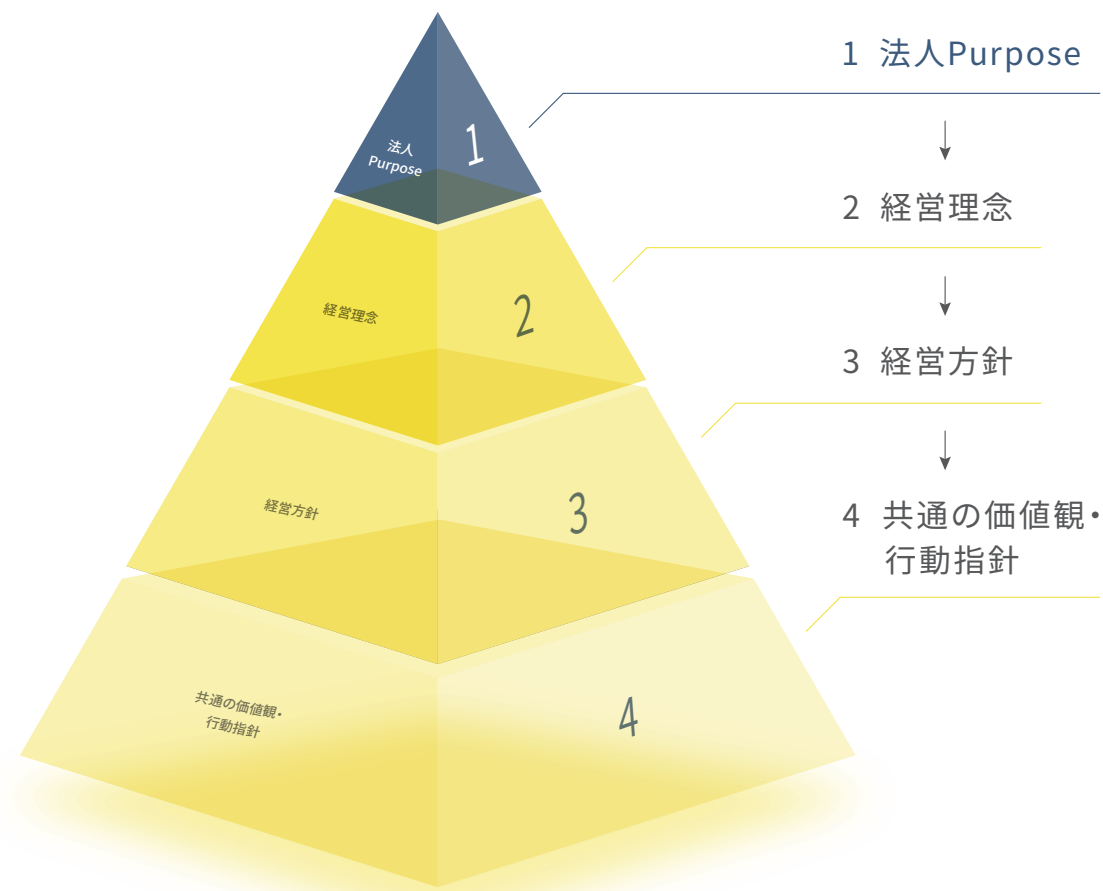 1 法人Purpose
法人
Purpose
1
2 経営理念
経営理念
2
3 経営方針
経営方針
3
4 共通の価値観・
行動指針
共通の価値観・
行動指針
4